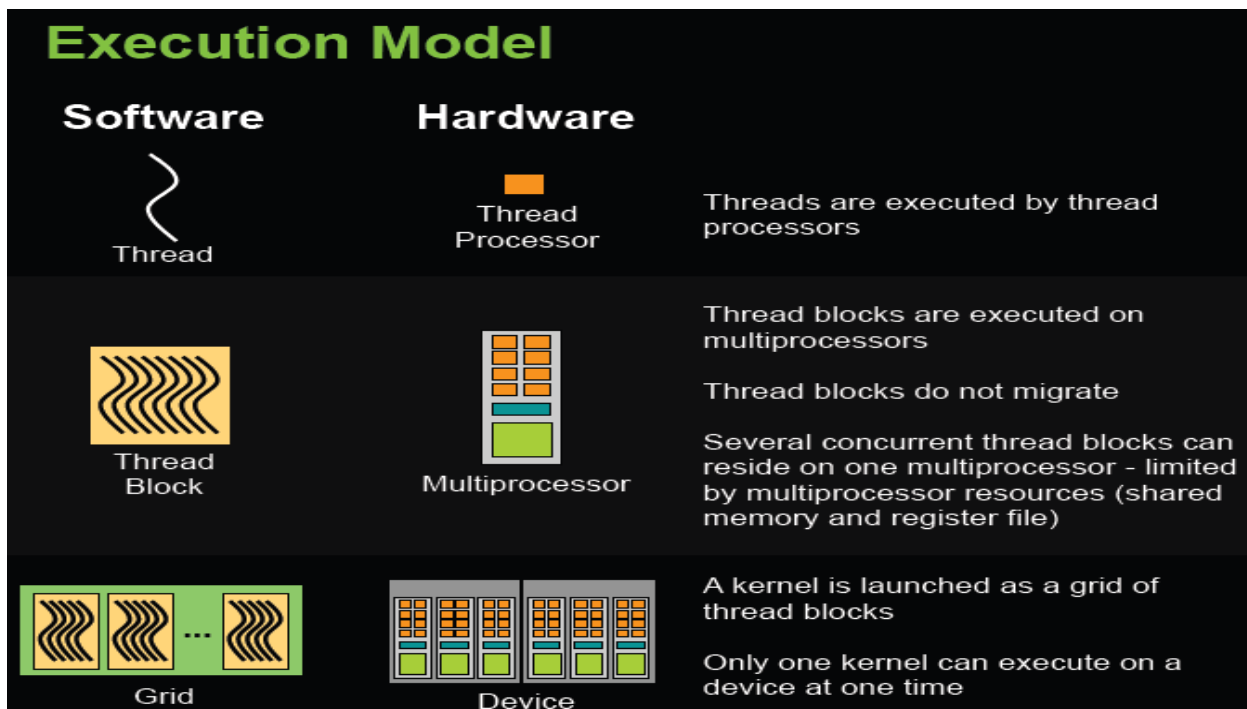 Execution Model
Software
Hardware
Thread
Thread
Processor
Threads are executed by thread
processors
Thread
Block
Multiprocessor
Thread blocks are executed on
multiprocessors
Thread blocks do not migrate
Several concurrent thread blocks can
reside on one multiprocessor - limited
by multiprocessor resources (shared
memory and register file)
...
Grid
Device
A kernel is launched as a grid of
thread blocks
Only one kernel can execute on a
device at one time